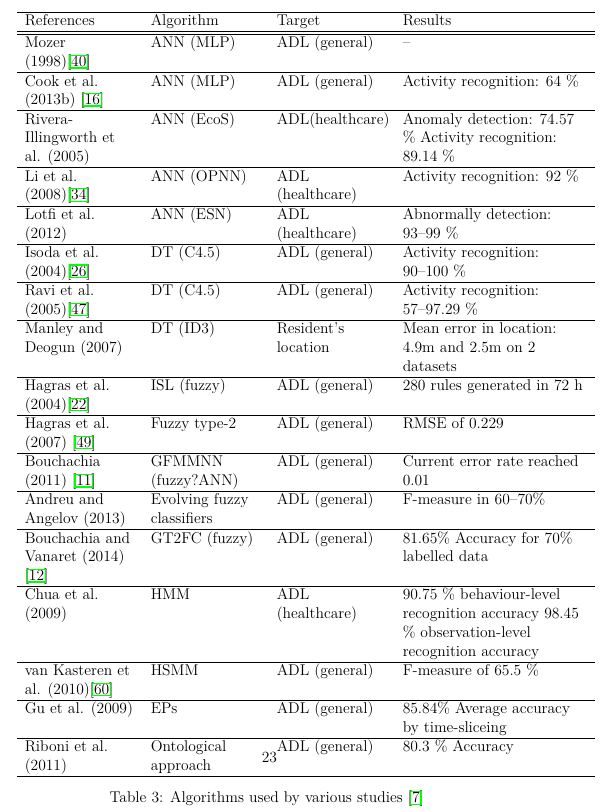 References Algorithm Target Results
Mozer ANN (MLP) ADL (general) –
(1998)[40]
Cook et al. ANN (MLP) ADL (general) Activity recognition: 64 %
(2013b) [16]
Rivera- ANN (EcoS) ADL(healthcare) Anomaly detection: 74.57
Illingworth et % Activity recognition:
al. (2005) 89.14 %
Li et al. ANN (OPNN) ADL Activity recognition: 92 %
(2008)[34] (healthcare)
Lotfi et al. ANN (ESN) ADL Abnormally detection:
(2012) (healthcare) 93–99 %
Isoda et al. DT (C4.5) ADL (general) Activity recognition:
(2004)[26] 90–100 %
Ravi et al. DT (C4.5) ADL (general) Activity recognition:
(2005)[47] 57–97.29 %
Manley and DT (ID3) Resident's Mean error in location:
Deogun (2007) location 4.9m and 2.5m on 2
datasets
Hagras et al. ISL (fuzzy) ADL (general) 280 rules generated in 72 h
(2004)[22]
Hagras et al. Fuzzy type-2 ADL (general) RMSE of 0.229
(2007) [49]
Bouchachia GFMMNN ADL (general) Current error rate reached
(2011) [11] (fuzzy?ANN) 0.01
Andreu and Evolving fuzzy ADL (general) F-measure in 60–70%
Angelov (2013) classifiers
Bouchachia and GT2FC (fuzzy) ADL (general) 81.65% Accuracy for 70%
Vanaret (2014) labelled data
[12]
Chua et al. HMM ADL 90.75 % behaviour-level
(2009) (healthcare) recognition accuracy 98.45
% observation-level
recognition accuracy
van Kasteren et HSMM ADL (general) F-measure of 65.5 %
al. (2010)[60]
Gu et al. (2009) EPs ADL (general) 85.84% Average accuracy
by time-sliceing
Riboni et al. Ontological ADL (general) 80.3 % Accuracy
(2011) approach
23
Table 3: Algorithms used by various studies [7]